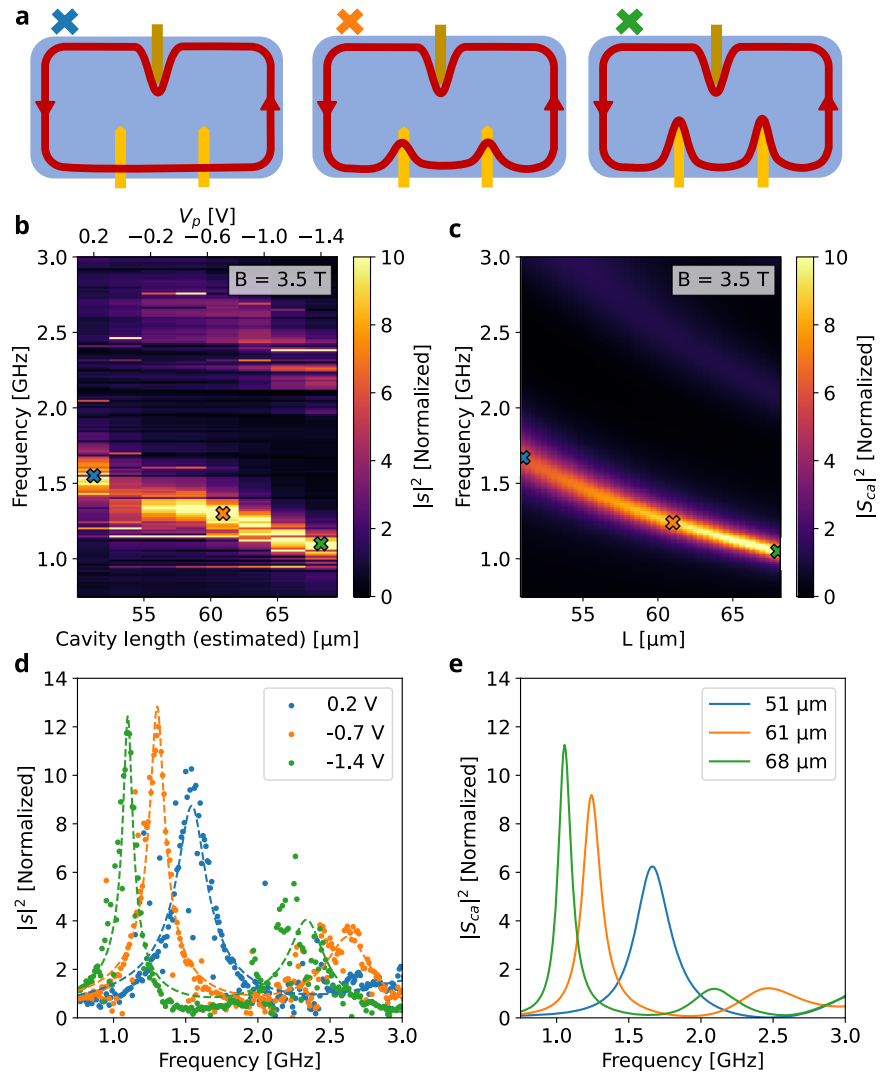 a
b
V_p [V]
0.2 −0.2 −0.6 −1.0 −1.4
B = 3.5 T
3.0
2.5
2.0
1.5
1.0
Frequency [GHz]
55 60 65
Cavity length (estimated) [μm]
10
8
6
4
2
0
|s|² [Normalized]
c
B = 3.5 T
3.0
2.5
2.0
1.5
1.0
Frequency [GHz]
55 60 65
L [μm]
10
8
6
4
2
0
|S_ca|² [Normalized]
d
14
12
10
8
6
4
2
0
|s|² [Normalized]
0.2 V
-0.7 V
-1.4 V
1.0 1.5 2.0 2.5 3.0
Frequency [GHz]
e
14
12
10
8
6
4
2
0
|S_ca|² [Normalized]
51 μm
61 μm
68 μm
1.0 1.5 2.0 2.5 3.0
Frequency [GHz]